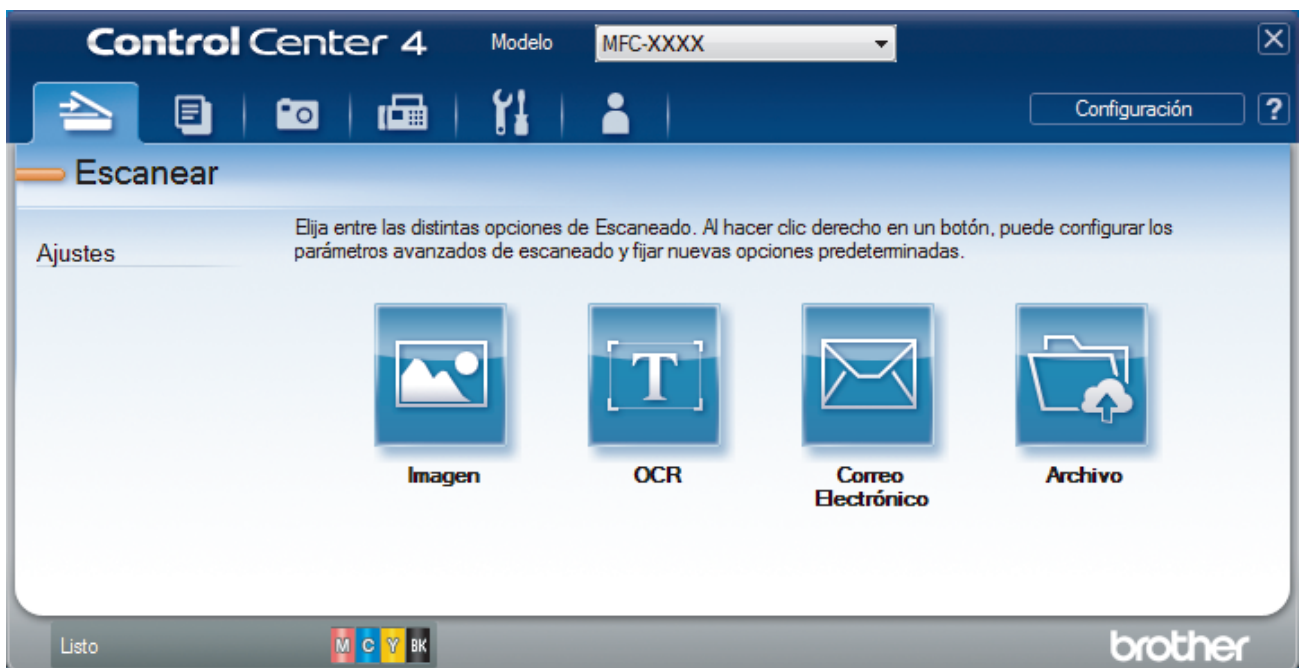 ControlCenter 4 Modelo MFC-XXXX
Configuración ?
Escanear
Ajustes
Elija entre las distintas opciones de Escaneado. Al hacer clic derecho en un botón, puede configurar los
parámetros avanzados de escaneado y fijar nuevas opciones predeterminadas.
T
Imagen OCR Correo Archivo
Electrónico
Listo M C Y BK brother